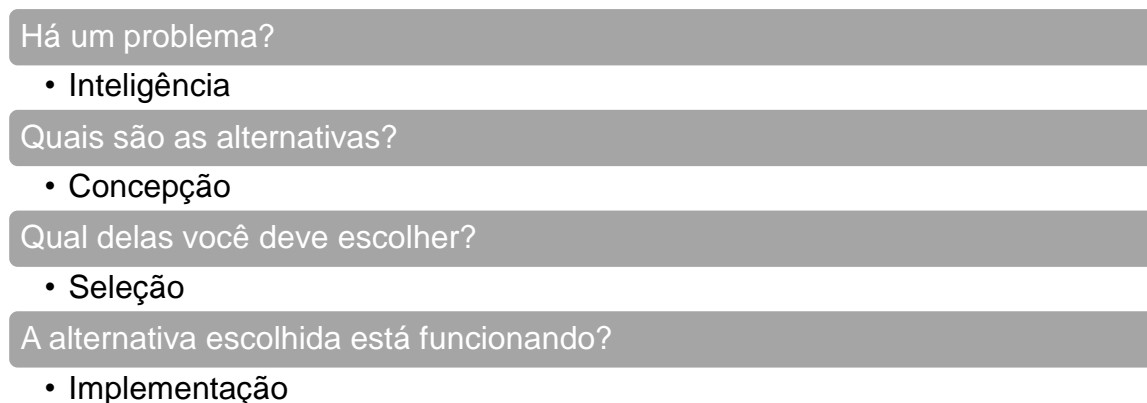 Há um problema?
• Inteligência
Quais são as alternativas?
• Concepção
Qual delas você deve escolher?
• Seleção
A alternativa escolhida está funcionando?
• Implementação